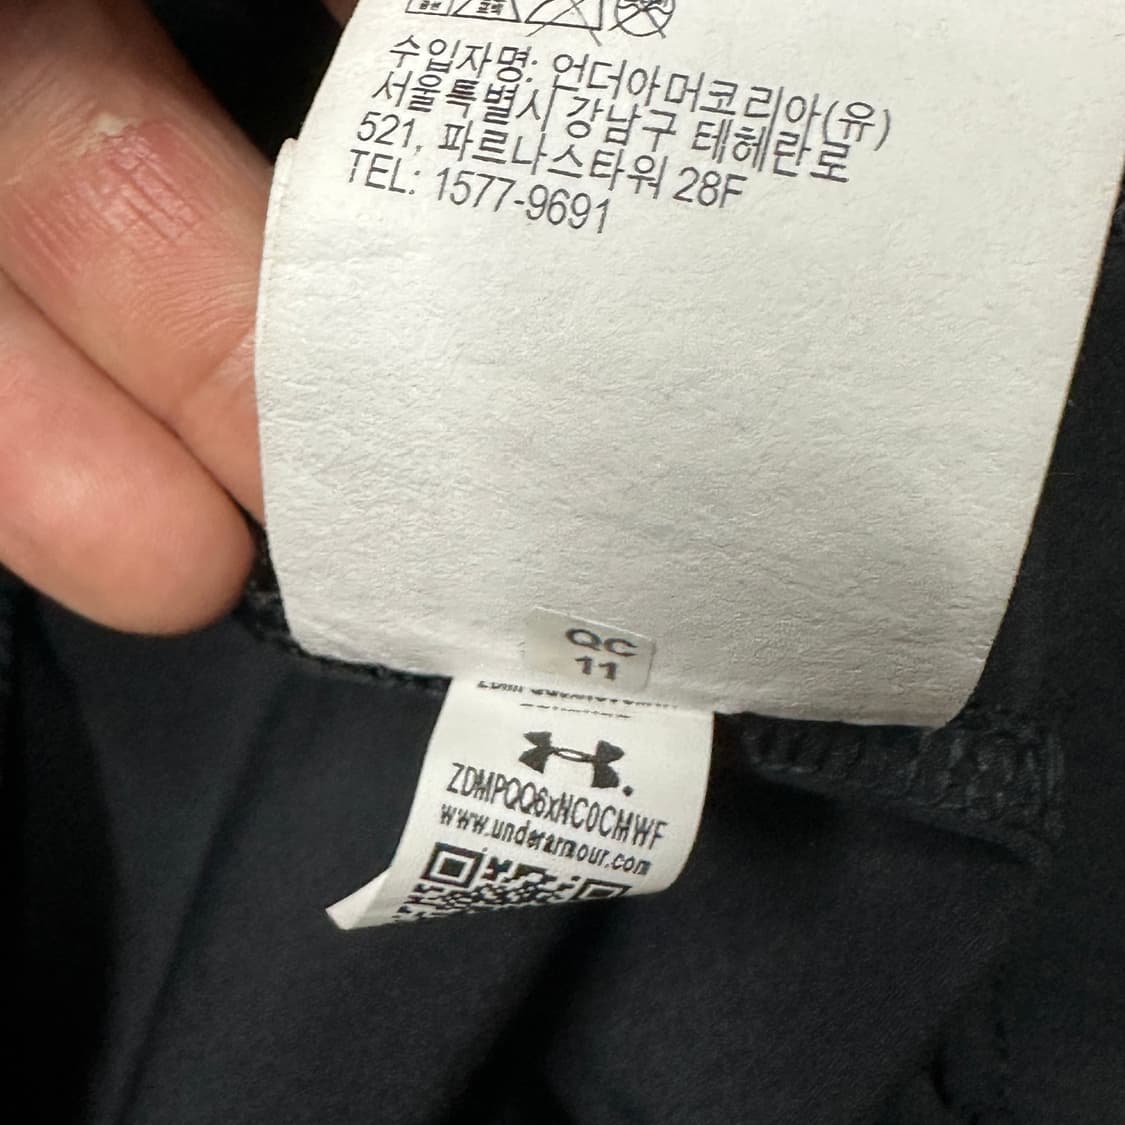 수입자명: 언더아머코리아(유)
서울특별시 강남구 테헤란로
521, 파르나스타워 28F
TEL: 1577-9691
QC
11
ZDMPQQ6xNC0CMWF
www.underarmour.com